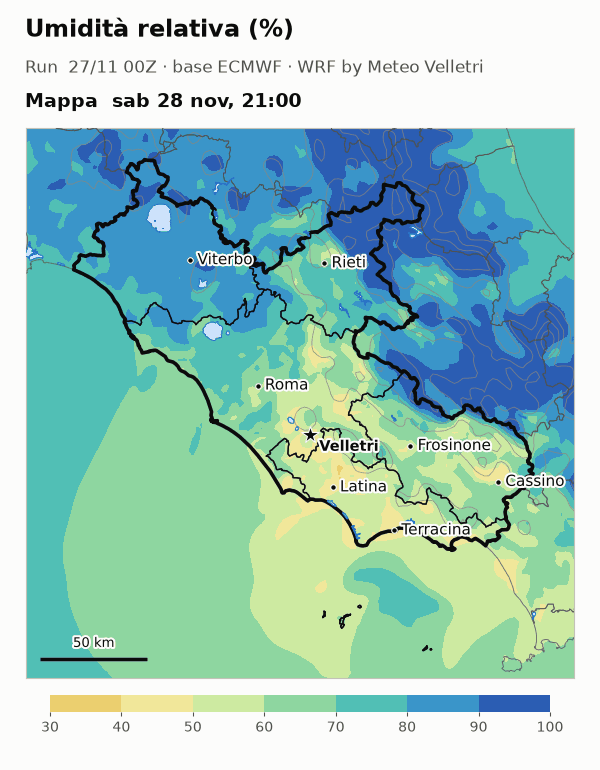 Umidità relativa (%)
Run  27/11 00Z · base ECMWF · WRF by Meteo Velletri
Mappa  sab 28 nov, 21:00
Viterbo
Rieti
Roma
Velletri
Frosinone
Cassino
Latina
Terracina
50 km
30 40 50 60 70 80 90 100